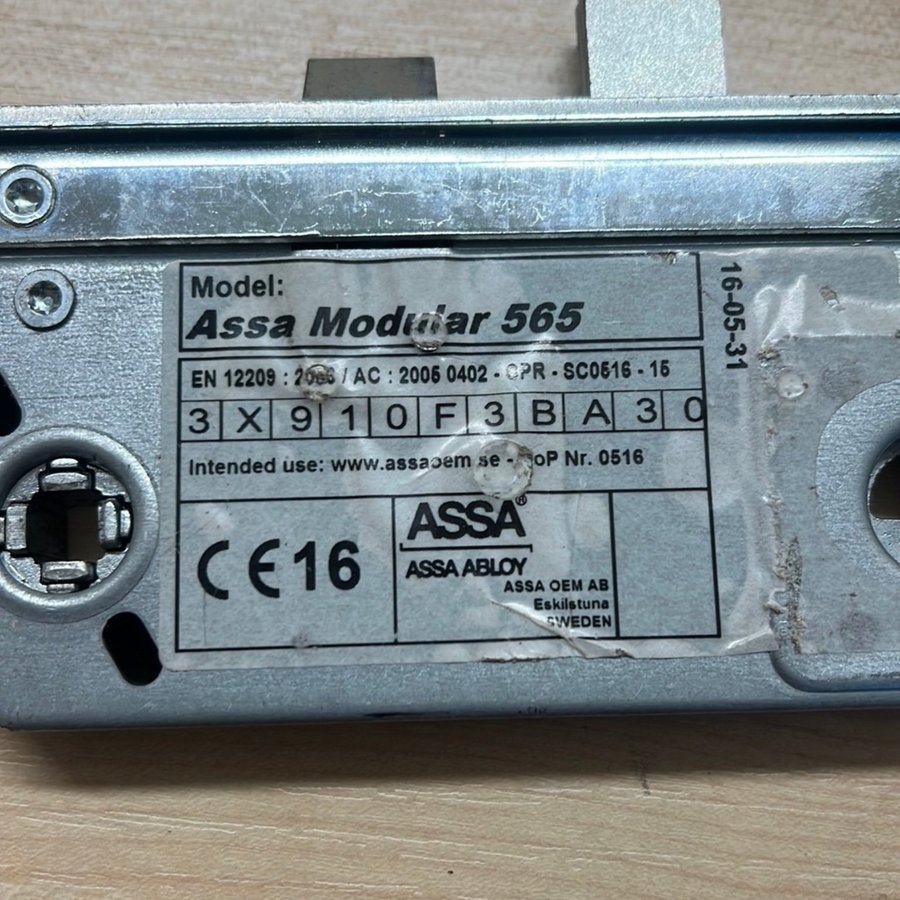 Model:
Assa Modular 565
EN 12209 : / AC : 2005 0402 - CPR - SC0516 - 15
3 X 9 1 0 F 3 B A 3 0
Intended use: www.assaoem.se - DoP Nr. 0516
CE 16
ASSA®
ASSA ABLOY
ASSA OEM AB
Eskilstuna
SWEDEN
16-05-31